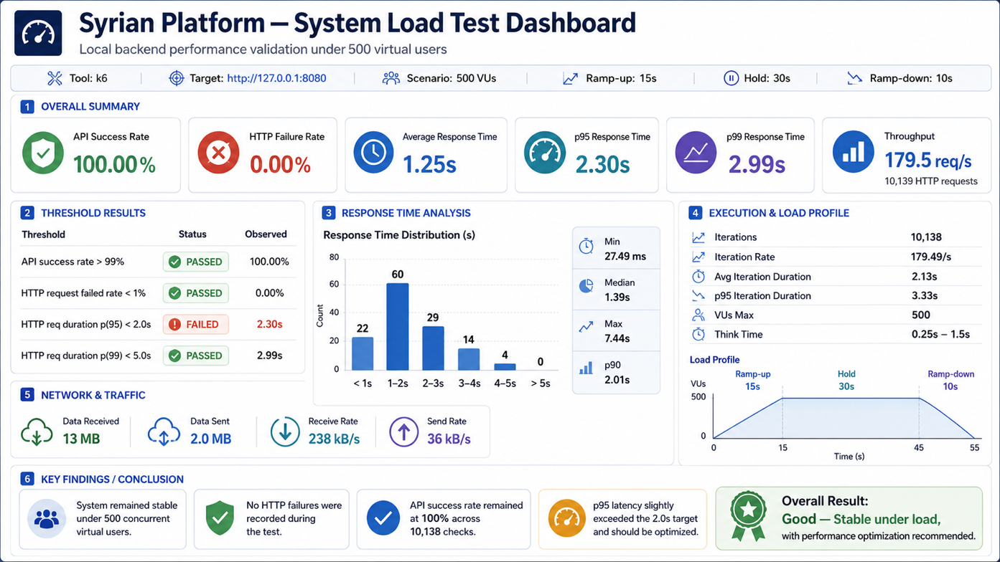 Syrian Platform — System Load Test Dashboard
Local backend performance validation under 500 virtual users
Tool: k6
Target: http://127.0.0.1:8080
Scenario: 500 VUs
Ramp-up: 15s
Hold: 30s
Ramp-down: 10s
1 OVERALL SUMMARY
API Success Rate
100.00%
HTTP Failure Rate
0.00%
Average Response Time
1.25s
p95 Response Time
2.30s
p99 Response Time
2.99s
Throughput
179.5 req/s
10,139 HTTP requests
2 THRESHOLD RESULTS
Threshold Status Observed
API success rate > 99% PASSED 100.00%
HTTP request failed rate < 1% PASSED 0.00%
HTTP req duration p(95) < 2.0s FAILED 2.30s
HTTP req duration p(99) < 5.0s PASSED 2.99s
3 RESPONSE TIME ANALYSIS
Response Time Distribution (s)
Count
80
60
40
20
0
22
60
29
14
4
0
< 1s
1–2s
2–3s
3–4s
4–5s
> 5s
Min
27.49 ms
Median
1.39s
Max
7.44s
p90
2.01s
4 EXECUTION & LOAD PROFILE
Iterations 10,138
Iteration Rate 179.49/s
Avg Iteration Duration 2.13s
p95 Iteration Duration 3.33s
VUs Max 500
Think Time 0.25s – 1.5s
Load Profile
Ramp-up
15s
Hold
30s
Ramp-down
10s
VUs
500
0
0
15
45
55
Time (s)
5 NETWORK & TRAFFIC
Data Received
13 MB
Data Sent
2.0 MB
Receive Rate
238 kB/s
Send Rate
36 kB/s
6 KEY FINDINGS / CONCLUSION
System remained stable
under 500 concurrent
virtual users.
No HTTP failures were
recorded during
the test.
API success rate remained
at 100% across
10,138 checks.
p95 latency slightly
exceeded the 2.0s target
and should be optimized.
Overall Result:
Good — Stable under load,
with performance optimization recommended.